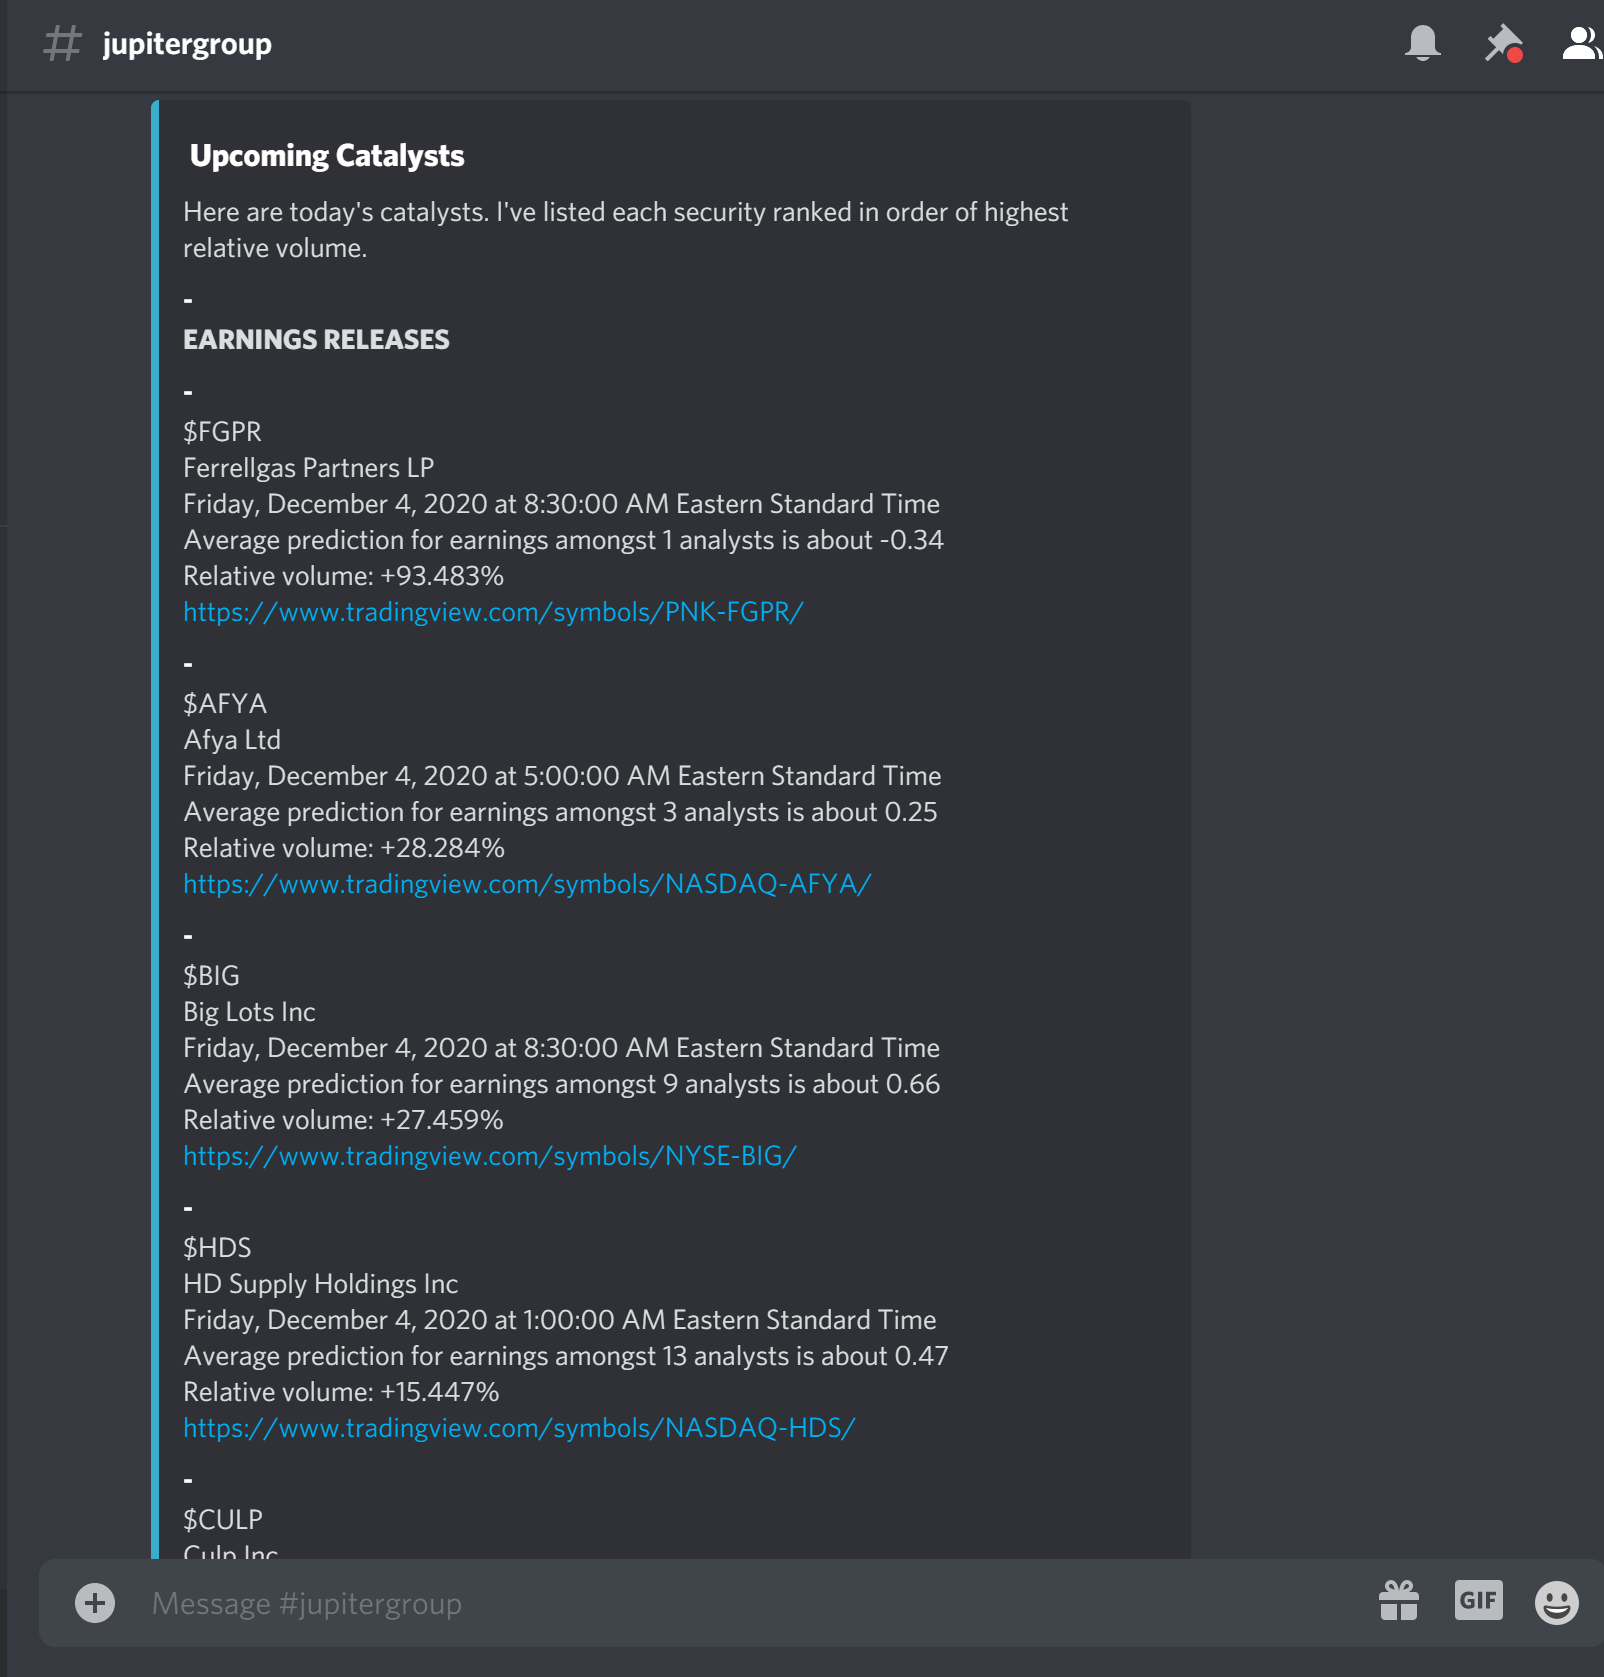 # jupitergroup
Upcoming Catalysts
Here are today's catalysts. I've listed each security ranked in order of highest
relative volume.
-
EARNINGS RELEASES
-
$FGPR
Ferrellgas Partners LP
Friday, December 4, 2020 at 8:30:00 AM Eastern Standard Time
Average prediction for earnings amongst 1 analysts is about -0.34
Relative volume: +93.483%
https://www.tradingview.com/symbols/PNK-FGPR/
-
$AFYA
Afya Ltd
Friday, December 4, 2020 at 5:00:00 AM Eastern Standard Time
Average prediction for earnings amongst 3 analysts is about 0.25
Relative volume: +28.284%
https://www.tradingview.com/symbols/NASDAQ-AFYA/
-
$BIG
Big Lots Inc
Friday, December 4, 2020 at 8:30:00 AM Eastern Standard Time
Average prediction for earnings amongst 9 analysts is about 0.66
Relative volume: +27.459%
https://www.tradingview.com/symbols/NYSE-BIG/
-
$HDS
HD Supply Holdings Inc
Friday, December 4, 2020 at 1:00:00 AM Eastern Standard Time
Average prediction for earnings amongst 13 analysts is about 0.47
Relative volume: +15.447%
https://www.tradingview.com/symbols/NASDAQ-HDS/
-
$CULP
Culp Inc
Message #jupitergroup
GIF